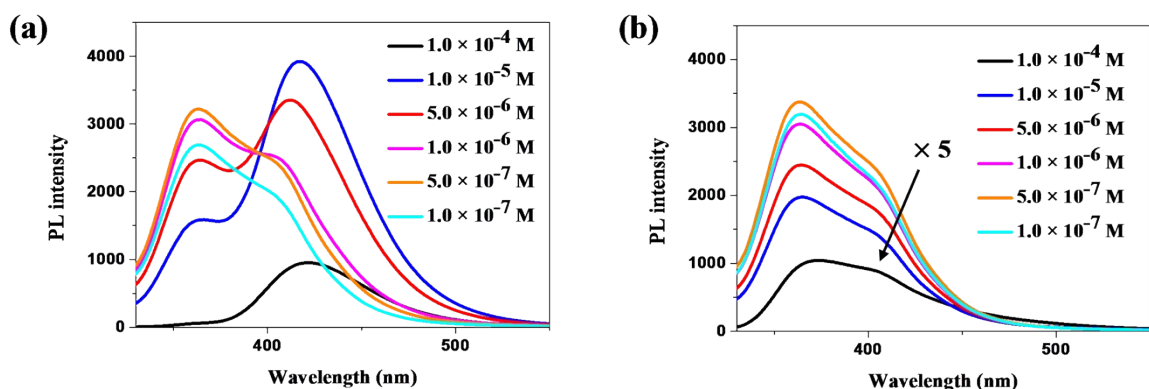 (a)
PL intensity
4000
3000
2000
1000
0
400
500
Wavelength (nm)
1.0 × 10⁻⁴ M
1.0 × 10⁻⁵ M
5.0 × 10⁻⁶ M
1.0 × 10⁻⁶ M
5.0 × 10⁻⁷ M
1.0 × 10⁻⁷ M
(b)
PL intensity
4000
3000
2000
1000
0
400
500
Wavelength (nm)
1.0 × 10⁻⁴ M
1.0 × 10⁻⁵ M
5.0 × 10⁻⁶ M
1.0 × 10⁻⁶ M
5.0 × 10⁻⁷ M
1.0 × 10⁻⁷ M
× 5